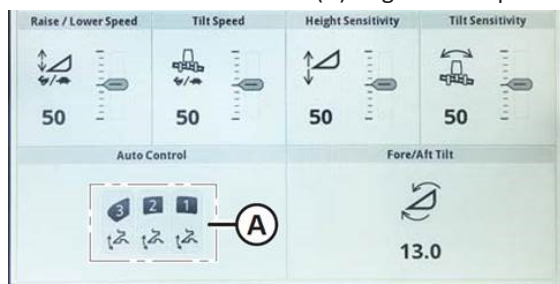 Raise / Lower Speed
Tilt Speed
Height Sensitivity
Tilt Sensitivity
50
50
50
50
Auto Control
Fore/Aft Tilt
3
2
1
A
13.0